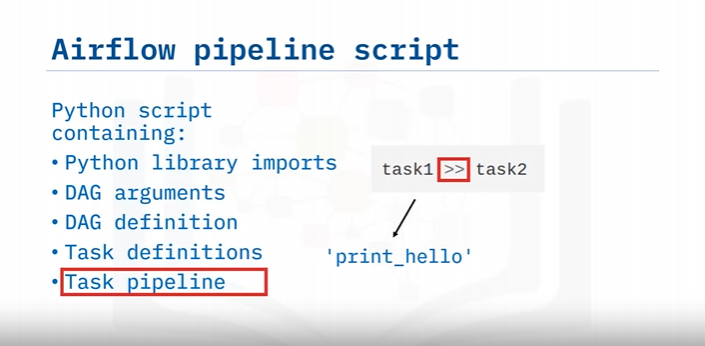 Airflow pipeline script
Python script
containing:
• Python library imports
• DAG arguments
• DAG definition
• Task definitions
• Task pipeline
task1 >> task2
'print_hello'